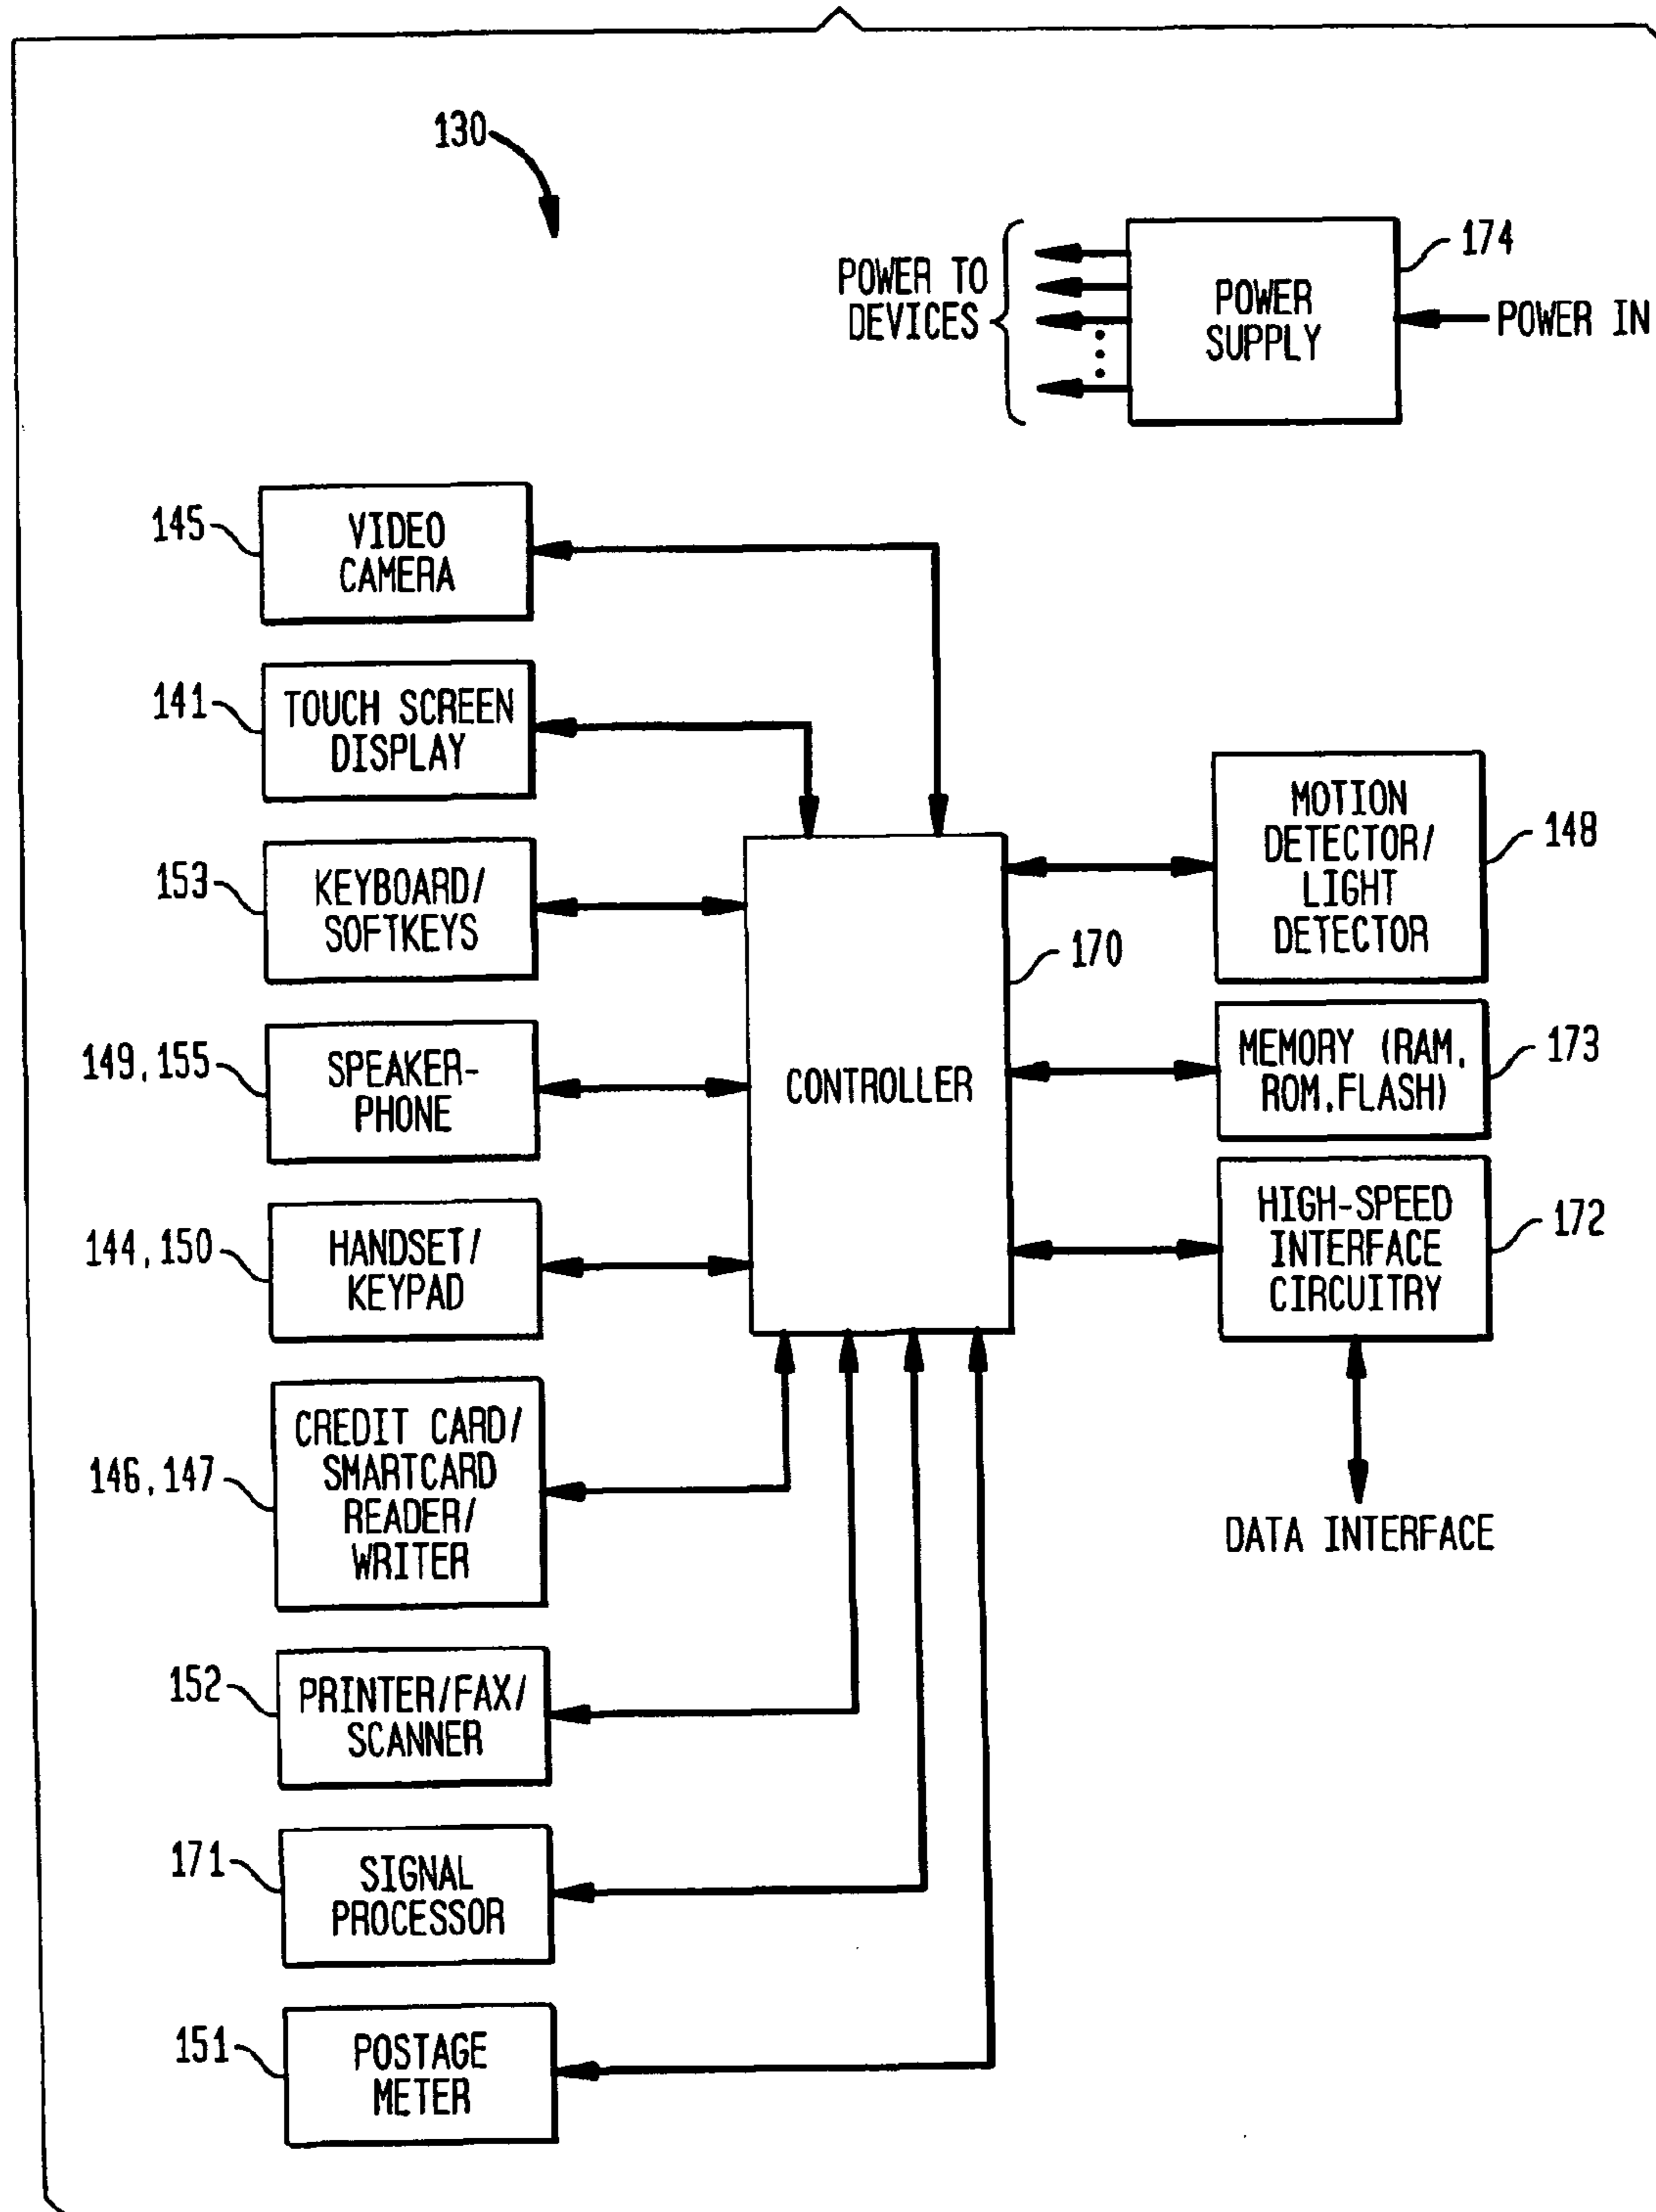 130
POWER TO
DEVICES
POWER
SUPPLY
174
POWER IN
145
VIDEO
CAMERA
141
TOUCH SCREEN
DISPLAY
153
KEYBOARD/
SOFTKEYS
149,155
SPEAKER-
PHONE
144,150
HANDSET/
KEYPAD
146,147
CREDIT CARD/
SMARTCARD
READER/
WRITER
152
PRINTER/FAX/
SCANNER
171
SIGNAL
PROCESSOR
151
POSTAGE
METER
CONTROLLER
170
MOTION
DETECTOR/
LIGHT
DETECTOR
148
MEMORY (RAM,
ROM,FLASH)
173
HIGH-SPEED
INTERFACE
CIRCUITRY
172
DATA INTERFACE